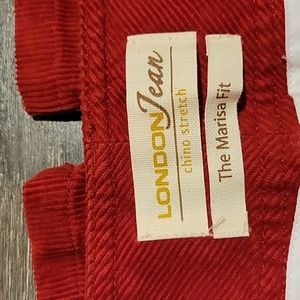 LONDON Jean
chino stretch
The Marisa Fit